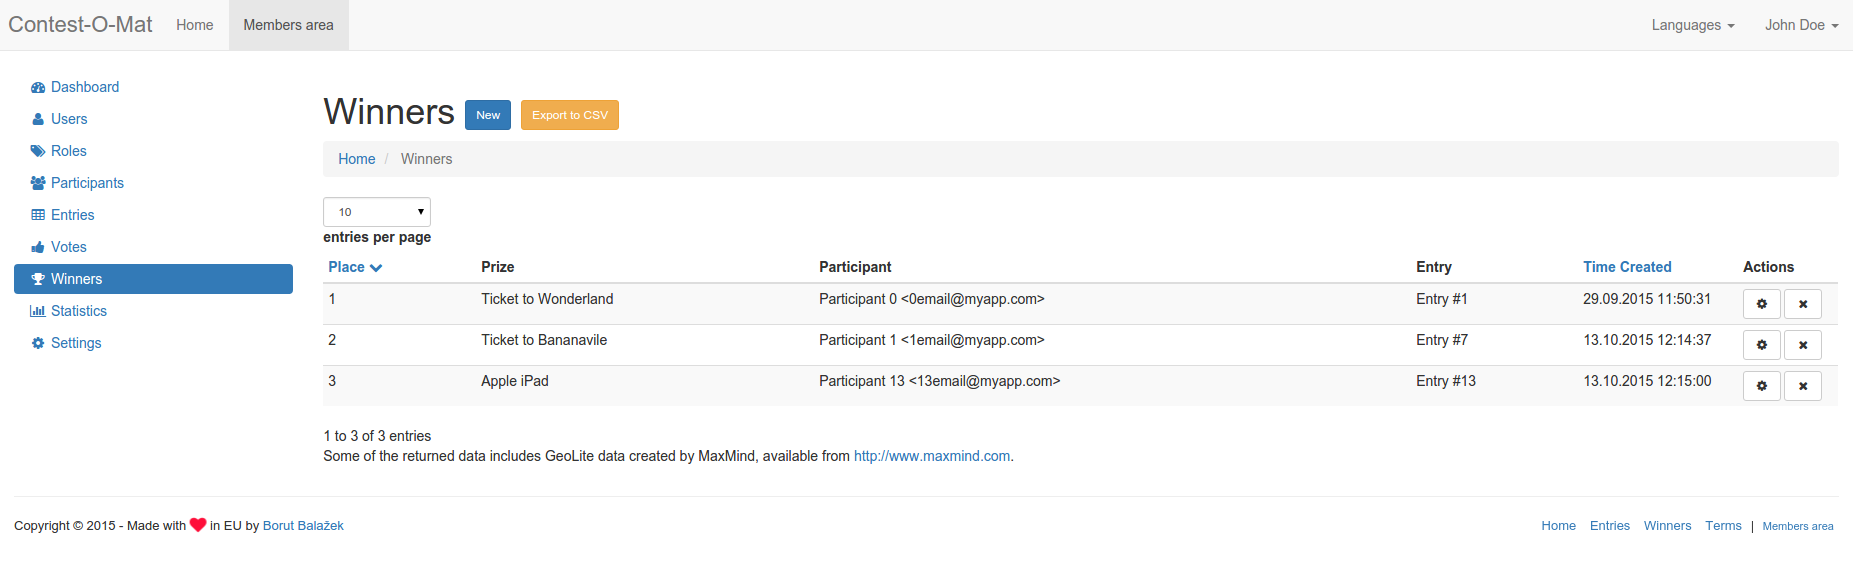 Contest-O-Mat Home Members area Languages John Doe
Dashboard
Users
Roles
Participants
Entries
Votes
Winners
Statistics
Settings
Winners New Export to CSV
Home / Winners
10
entries per page
Place Prize Participant Entry Time Created Actions
1 Ticket to Wonderland Participant 0 <0email@myapp.com> Entry #1 29.09.2015 11:50:31
2 Ticket to Bananavile Participant 1 <1email@myapp.com> Entry #7 13.10.2015 12:14:37
3 Apple iPad Participant 13 <13email@myapp.com> Entry #13 13.10.2015 12:15:00
1 to 3 of 3 entries
Some of the returned data includes GeoLite data created by MaxMind, available from http://www.maxmind.com.
Copyright © 2015 - Made with ❤ in EU by Borut Balažek Home Entries Winners Terms | Members area